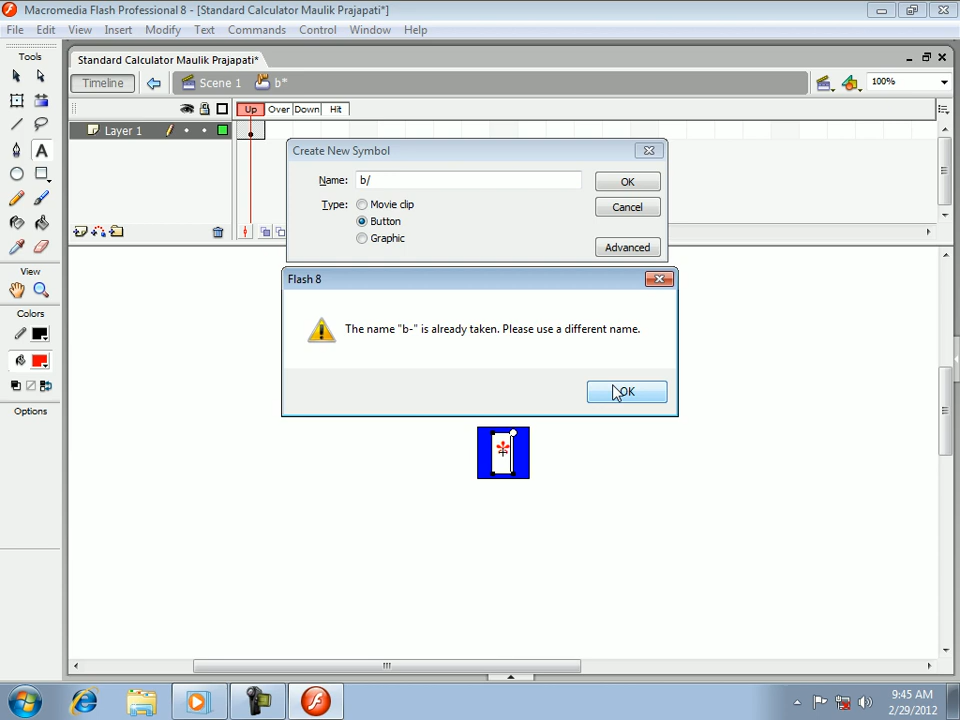 Macromedia Flash Professional 8 - [Standard Calculator Maulik Prajapati*]
File Edit View Insert Modify Text Commands Control Window Help
Tools
Standard Calculator Maulik Prajapati*
Timeline Scene 1 b* 100%
Up Over Down Hit
Layer 1
Create New Symbol
Name: b/ OK
Type: Movie clip Cancel
Button
Graphic
Advanced
View
Flash 8
Colors
The name "b-" is already taken. Please use a different name.
OK
Options
*
9:45 AM
2/29/2012